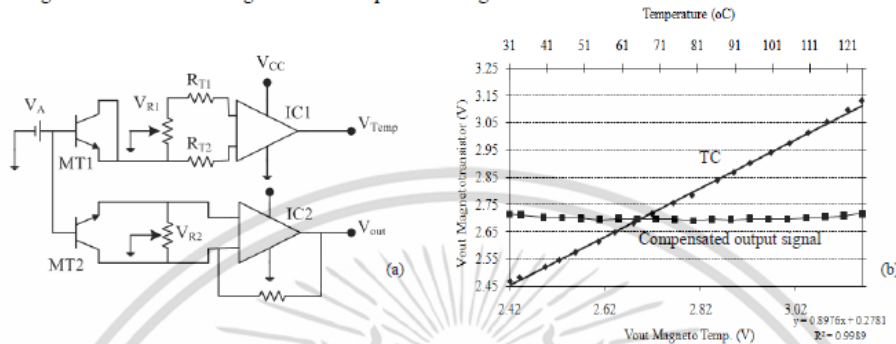 V_A
MT1
V_R1
R_T1
R_T2
V_CC
IC1
V_Temp
MT2
V_R2
IC2
V_out
(a)
Temperature (oC)
31 41 51 61 71 81 91 101 111 121
Vout Magnetotransistor (V)
3.25
3.15
3.05
2.95
2.85
2.75
2.65
2.55
2.45
TC
Compensated output signal
(b)
2.42 2.62 2.82 3.02
y = 0.8976x + 0.2781
R² = 0.9989
Vout Magneto Temp. (V)